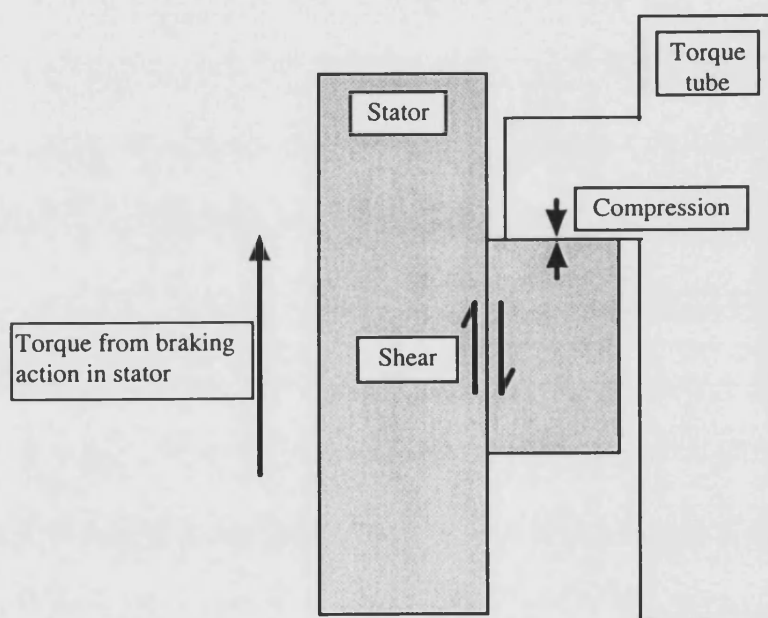 Torque
tube
Stator
Compression
Torque from braking
action in stator
Shear